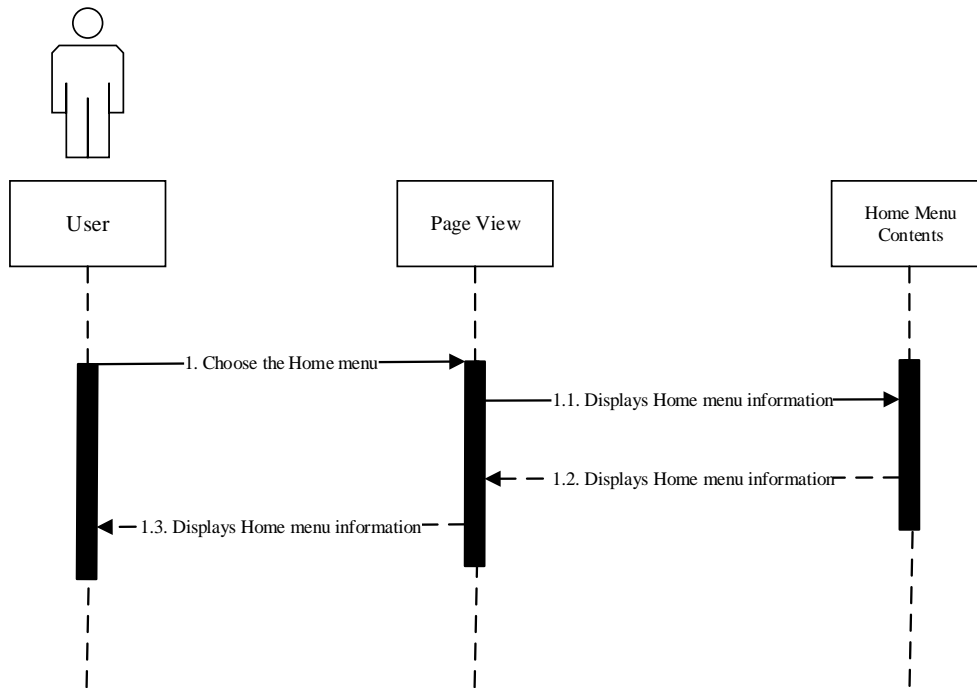 User
Page View
Home Menu
Contents
1. Choose the Home menu
1.1. Displays Home menu information
1.2. Displays Home menu information
1.3. Displays Home menu information